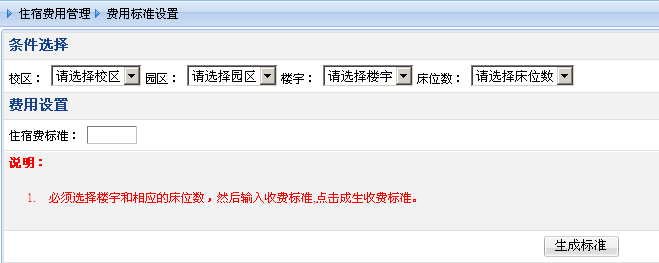 住宿费用管理 费用标准设置
条件选择
校区： 请选择校区 园区： 请选择园区 楼宇： 请选择楼宇 床位数： 请选择床位数
费用设置
住宿费标准：
说明：
1. 必须选择楼宇和相应的床位数，然后输入收费标准,点击成生收费标准。
生成标准